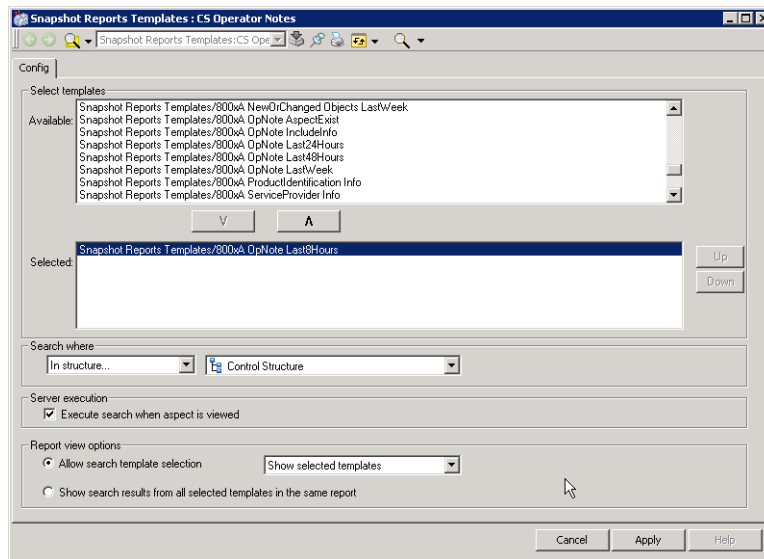 Snapshot Reports Templates : CS Operator Notes
Snapshot Reports Templates:CS Ope
Config
Select templates
Available:
Snapshot Reports Templates/800xA NewOrChanged Objects LastWeek
Snapshot Reports Templates/800xA OpNote AspectExist
Snapshot Reports Templates/800xA OpNote IncludeInfo
Snapshot Reports Templates/800xA OpNote Last24Hours
Snapshot Reports Templates/800xA OpNote Last48Hours
Snapshot Reports Templates/800xA OpNote LastWeek
Snapshot Reports Templates/800xA ProductIdentification Info
Snapshot Reports Templates/800xA ServiceProvider Info
V Λ
Selected:
Snapshot Reports Templates/800xA OpNote Last8Hours
Up
Down
Search where
In structure... Control Structure
Server execution
Execute search when aspect is viewed
Report view options
Allow search template selection Show selected templates
Show search results from all selected templates in the same report
Cancel Apply Help